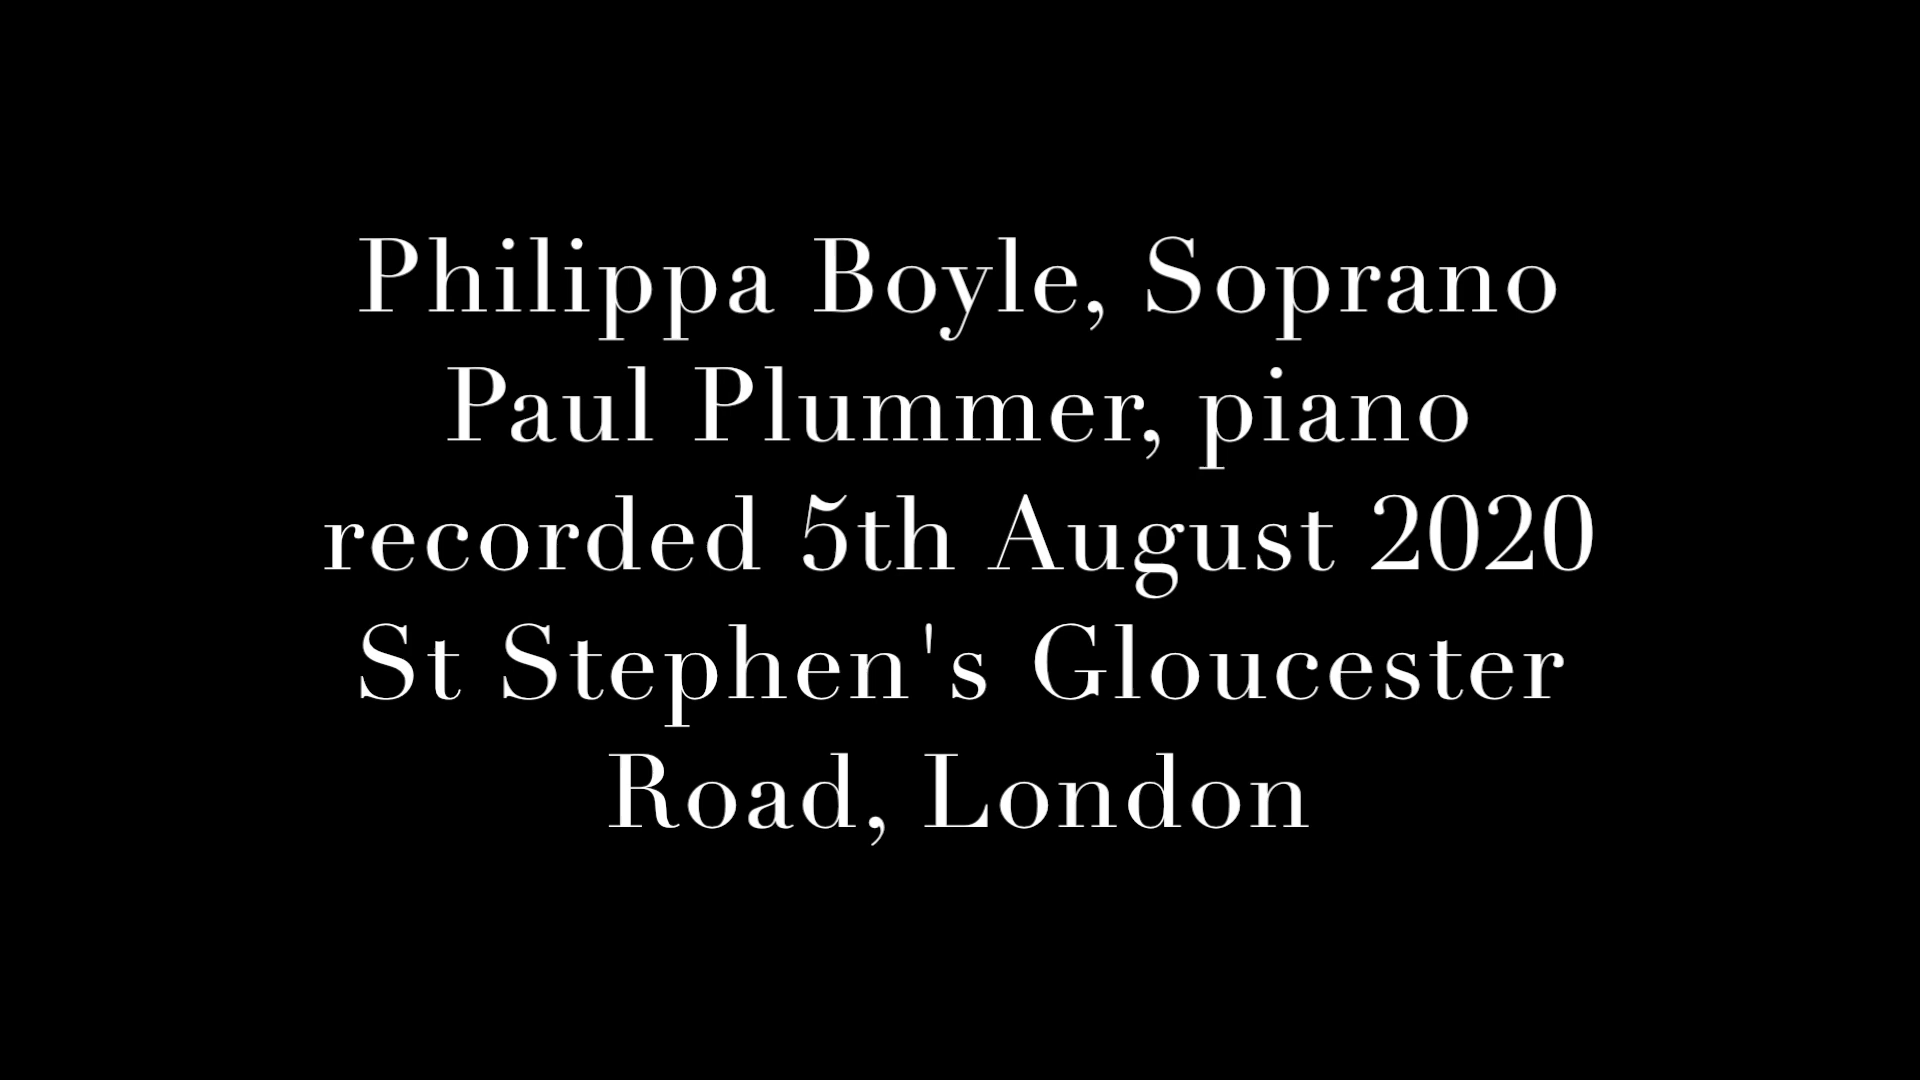 Philippa Boyle, Soprano
Paul Plummer, piano
recorded 5th August 2020
St Stephen's Gloucester
Road, London